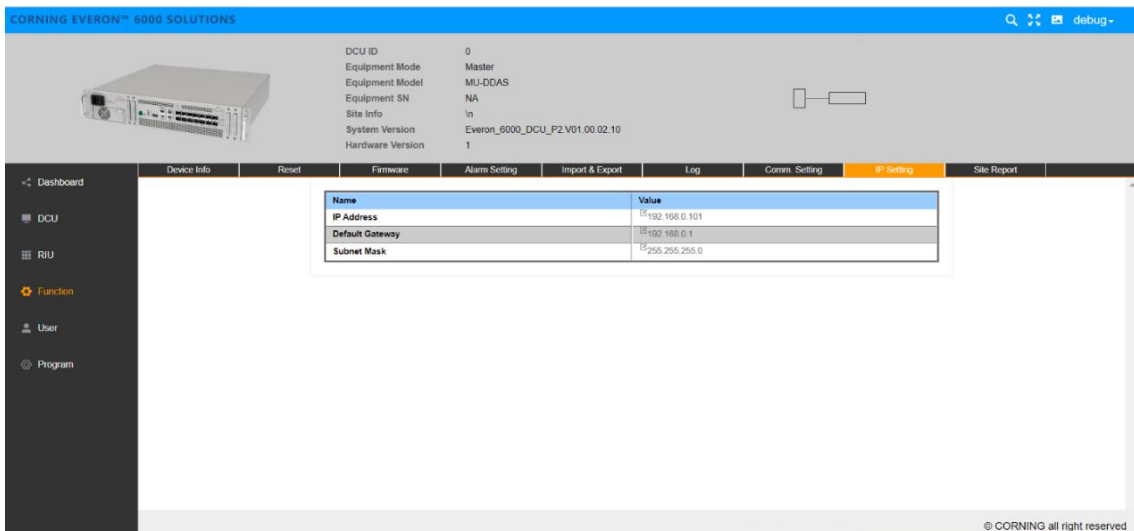 CORNING EVERON™ 6000 SOLUTIONS
debug
DCU ID 0
Equipment Mode Master
Equipment Model MU-DDAS
Equipment SN NA
Site Info \n
System Version Everon_6000_DCU_P2.V01.00.02.10
Hardware Version 1
Device Info Reset Firmware Alarm Setting Import & Export Log Comm. Setting IP Setting Site Report
Dashboard
DCU
RIU
Function
User
Program
Name Value
IP Address 192.168.0.101
Default Gateway 192.168.0.1
Subnet Mask 255.255.255.0
© CORNING all right reserved